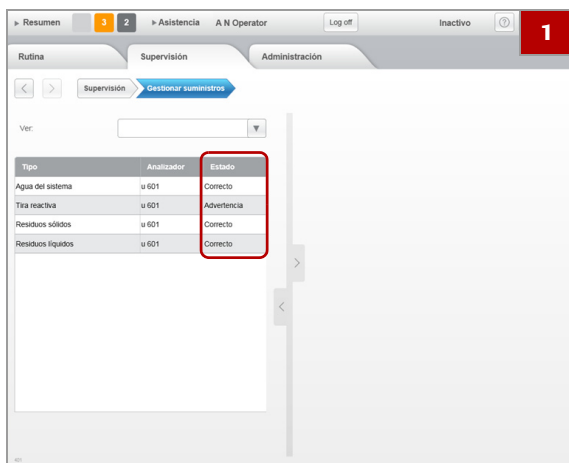 Resumen 3 2 Asistencia A N Operator Log off Inactivo ? 1
Rutina Supervisión Administración
< > Supervisión Gestionar suministros
Ver:
Tipo Analizador Estado
Agua del sistema u 601 Correcto
Tira reactiva u 601 Advertencia
Residuos sólidos u 601 Correcto
Residuos líquidos u 601 Correcto